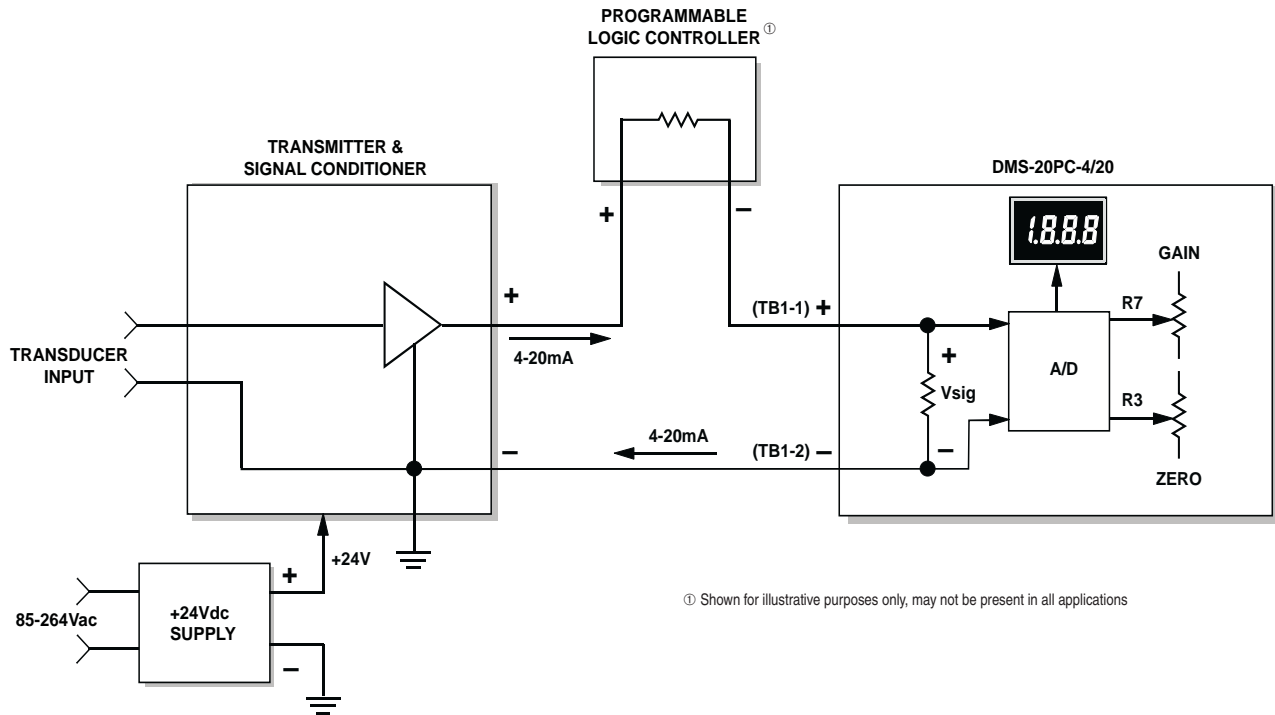 PROGRAMMABLE
LOGIC CONTROLLER ①
TRANSMITTER &
SIGNAL CONDITIONER
DMS-20PC-4/20
+
−
1.8.8.8
GAIN
+
(TB1-1) +
R7
TRANSDUCER
INPUT
4-20mA
+
Vsig
A/D
R3
4-20mA
−
(TB1-2) −
−
ZERO
+24V
+
85-264Vac
+24Vdc
SUPPLY
−
① Shown for illustrative purposes only, may not be present in all applications